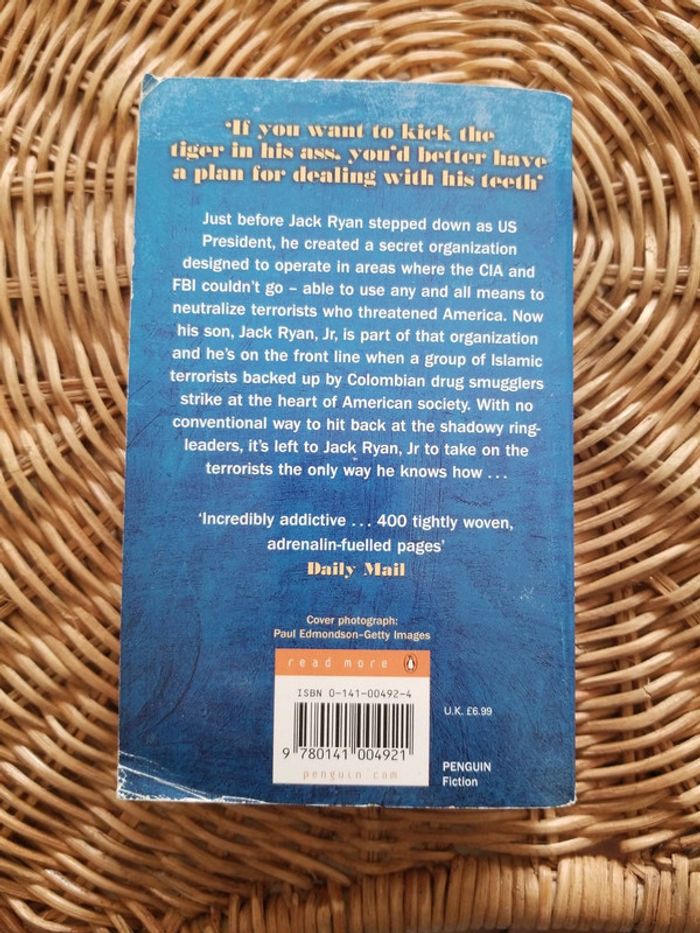 'If you want to kick the
tiger in his ass, you'd better have
a plan for dealing with his teeth'
Just before Jack Ryan stepped down as US
President, he created a secret organization
designed to operate in areas where the CIA and
FBI couldn't go – able to use any and all means to
neutralize terrorists who threatened America. Now
his son, Jack Ryan, Jr, is part of that organization
and he's on the front line when a group of Islamic
terrorists backed up by Colombian drug smugglers
strike at the heart of American society. With no
conventional way to hit back at the shadowy ring-
leaders, it's left to Jack Ryan, Jr to take on the
terrorists the only way he knows how ...
'Incredibly addictive ... 400 tightly woven,
adrenalin-fuelled pages'
Daily Mail
Cover photograph:
Paul Edmondson–Getty Images
read more
ISBN 0-141-00492-4
9 780141 004921
penguin.com
U.K. £6.99
PENGUIN
Fiction